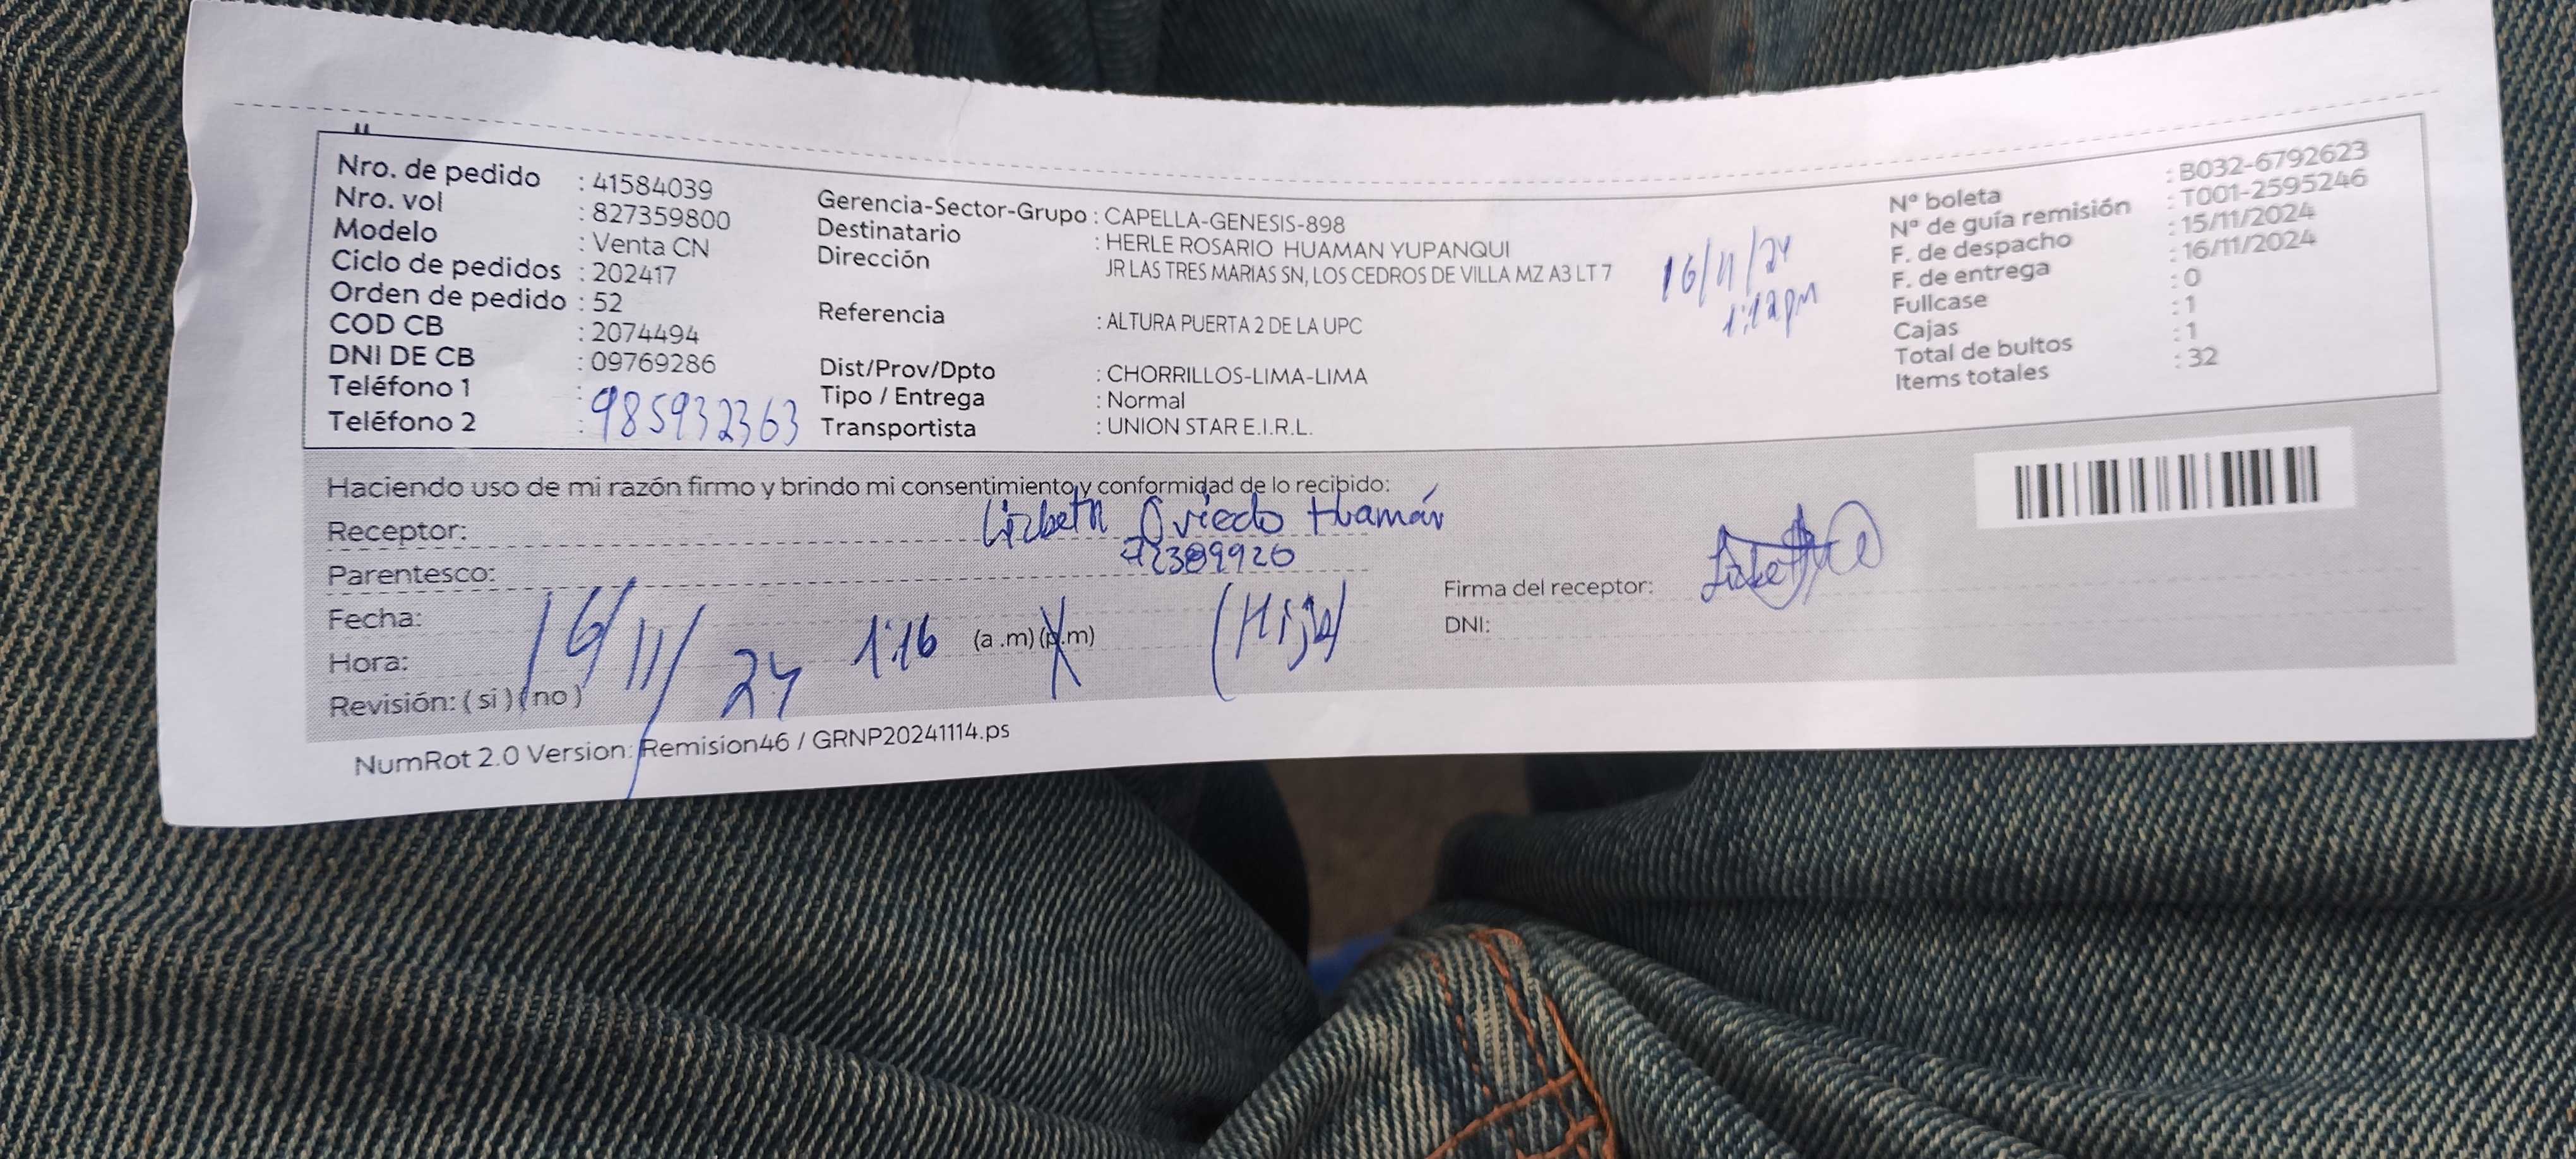 Nro. de pedido : 41584039
Nro. vol : 827359800
Modelo : Venta CN
Ciclo de pedidos : 202417
Orden de pedido : 52
COD CB : 2074494
DNI DE CB : 09769286
Teléfono 1 :
Teléfono 2 : 985932363
Gerencia-Sector-Grupo : CAPELLA-GENESIS-898
Destinatario : HERLE ROSARIO HUAMAN YUPANQUI
Dirección JR LAS TRES MARIAS SN, LOS CEDROS DE VILLA MZ A3 LT 7
Referencia : ALTURA PUERTA 2 DE LA UPC
Dist/Prov/Dpto : CHORRILLOS-LIMA-LIMA
Tipo / Entrega : Normal
Transportista : UNION STAR E.I.R.L.
16/11/24
1:12pm
N° boleta : B032-6792623
N° de guía remisión : T001-2595246
F. de despacho : 15/11/2024
F. de entrega : 16/11/2024
Fullcase : 0
Cajas : 1
Total de bultos : 1
Items totales : 32
Haciendo uso de mi razón firmo y brindo mi consentimiento y conformidad de lo recibido:
Receptor: Lizbeth Oviedo Huamán
72389920
Parentesco:
Fecha: 16/11/24
Hora: 1:16 (a .m) (p.m) (Hija)
Revisión: ( si ) ( no )
Firma del receptor:
DNI:
NumRot 2.0 Version: Remision46 / GRNP20241114.ps